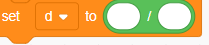 set d to /